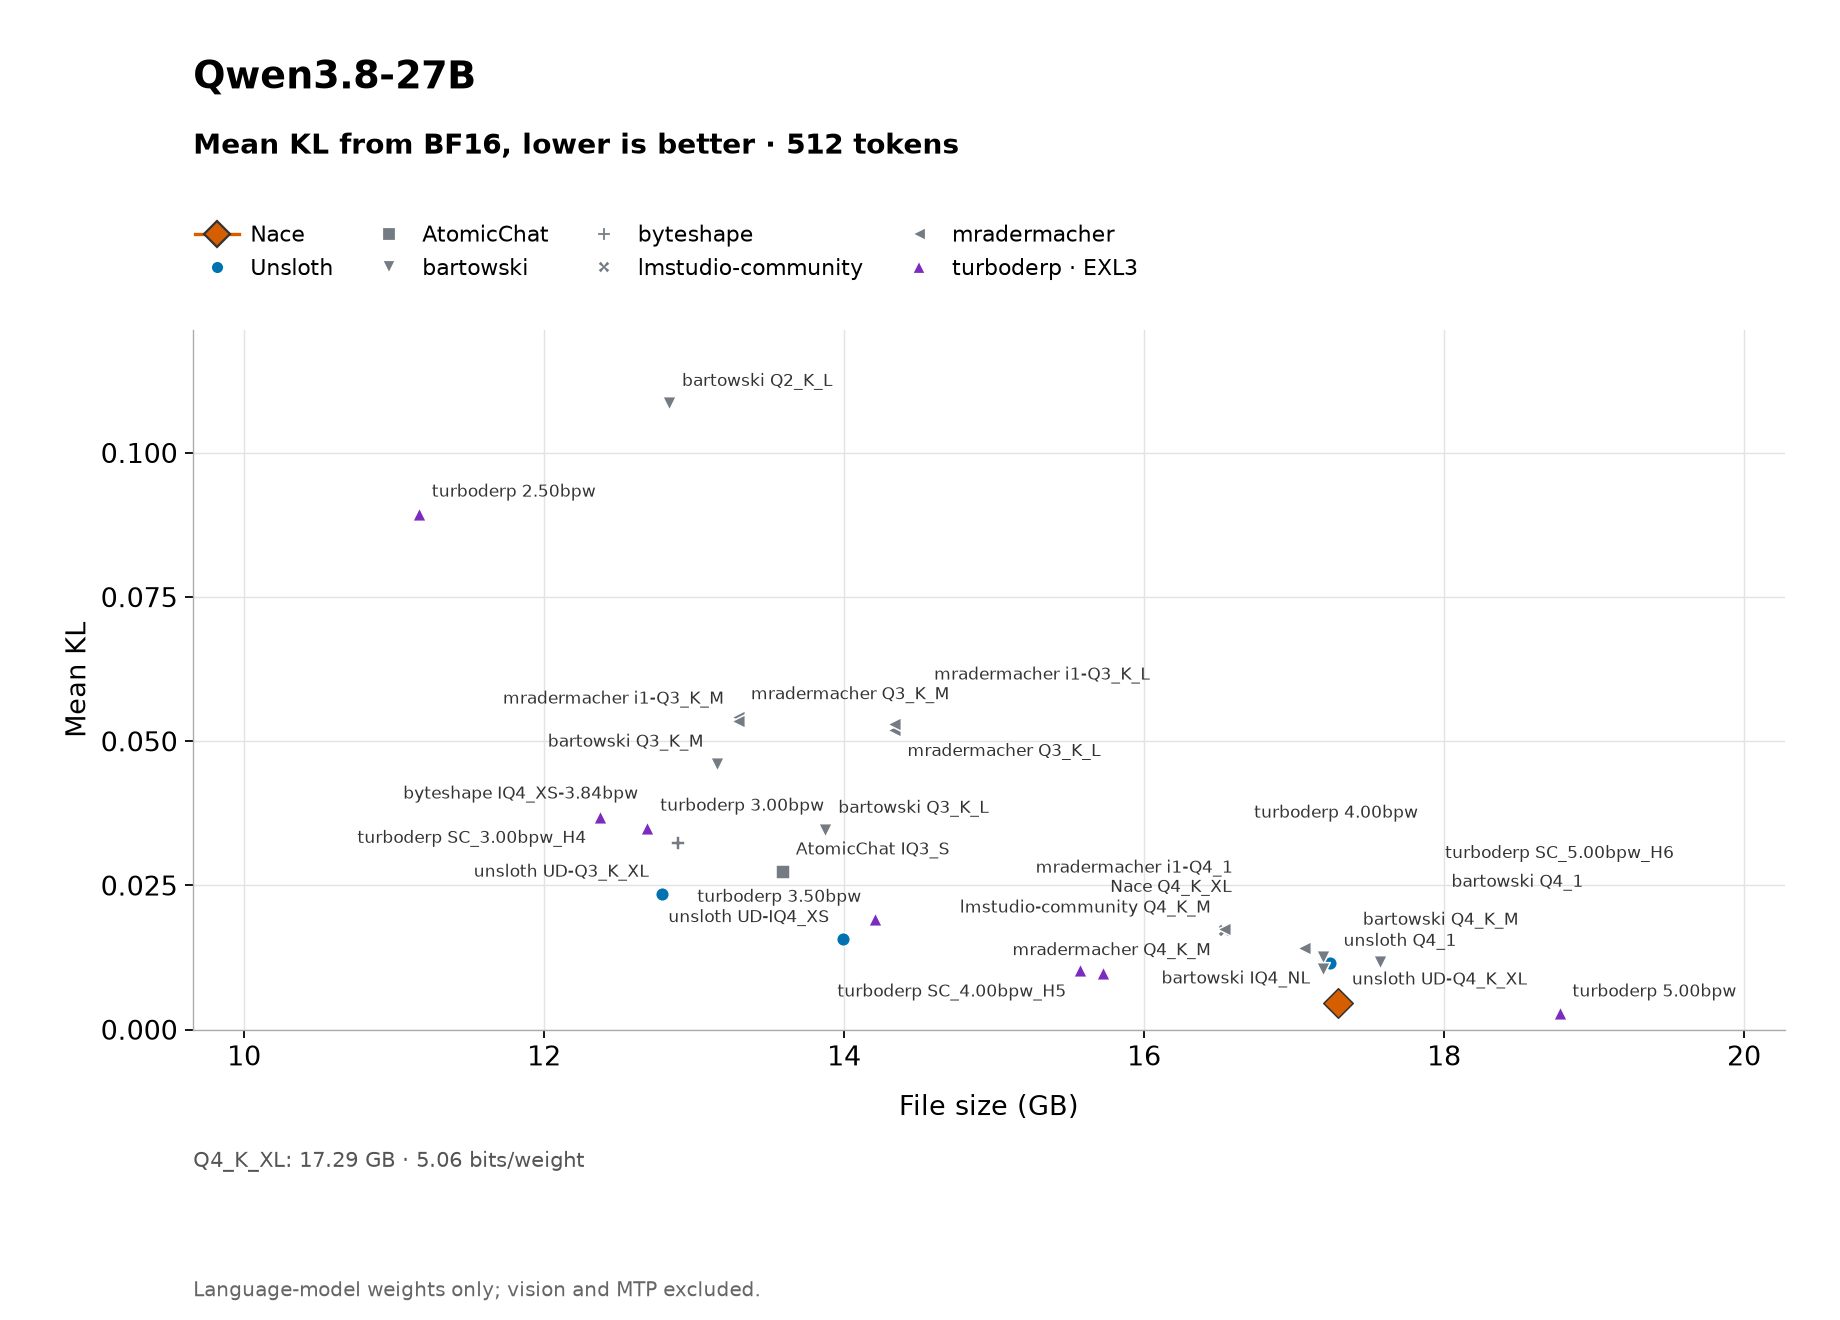 Qwen3.8-27B
Mean KL from BF16, lower is better · 512 tokens
Nace
AtomicChat
byteshape
mradermacher
Unsloth
bartowski
lmstudio-community
turboderp · EXL3
bartowski Q2_K_L
0.100
turboderp 2.50bpw
0.075
mradermacher i1-Q3_K_L
mradermacher i1-Q3_K_M
mradermacher Q3_K_M
0.050
bartowski Q3_K_M
mradermacher Q3_K_L
byteshape IQ4_XS-3.84bpw
turboderp 3.00bpw
bartowski Q3_K_L
turboderp 4.00bpw
turboderp SC_3.00bpw_H4
AtomicChat IQ3_S
turboderp SC_5.00bpw_H6
unsloth UD-Q3_K_XL
mradermacher i1-Q4_1
0.025
Nace Q4_K_XL
bartowski Q4_1
turboderp 3.50bpw
lmstudio-community Q4_K_M
unsloth UD-IQ4_XS
bartowski Q4_K_M
unsloth Q4_1
mradermacher Q4_K_M
bartowski IQ4_NL
unsloth UD-Q4_K_XL
turboderp SC_4.00bpw_H5
turboderp 5.00bpw
0.000
Mean KL
10
12
14
16
18
20
File size (GB)
Q4_K_XL: 17.29 GB · 5.06 bits/weight
Language-model weights only; vision and MTP excluded.